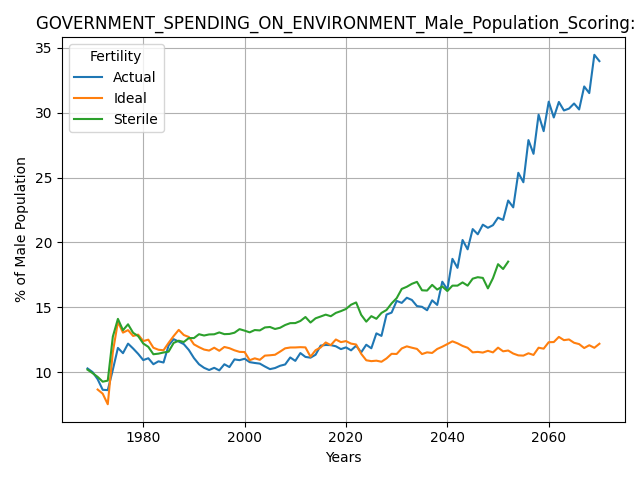 GOVERNMENT_SPENDING_ON_ENVIRONMENT_Male_Population_Scoring:
Fertility
Actual
Ideal
Sterile
35
30
25
20
15
10
% of Male Population
1980
2000
2020
2040
2060
Years